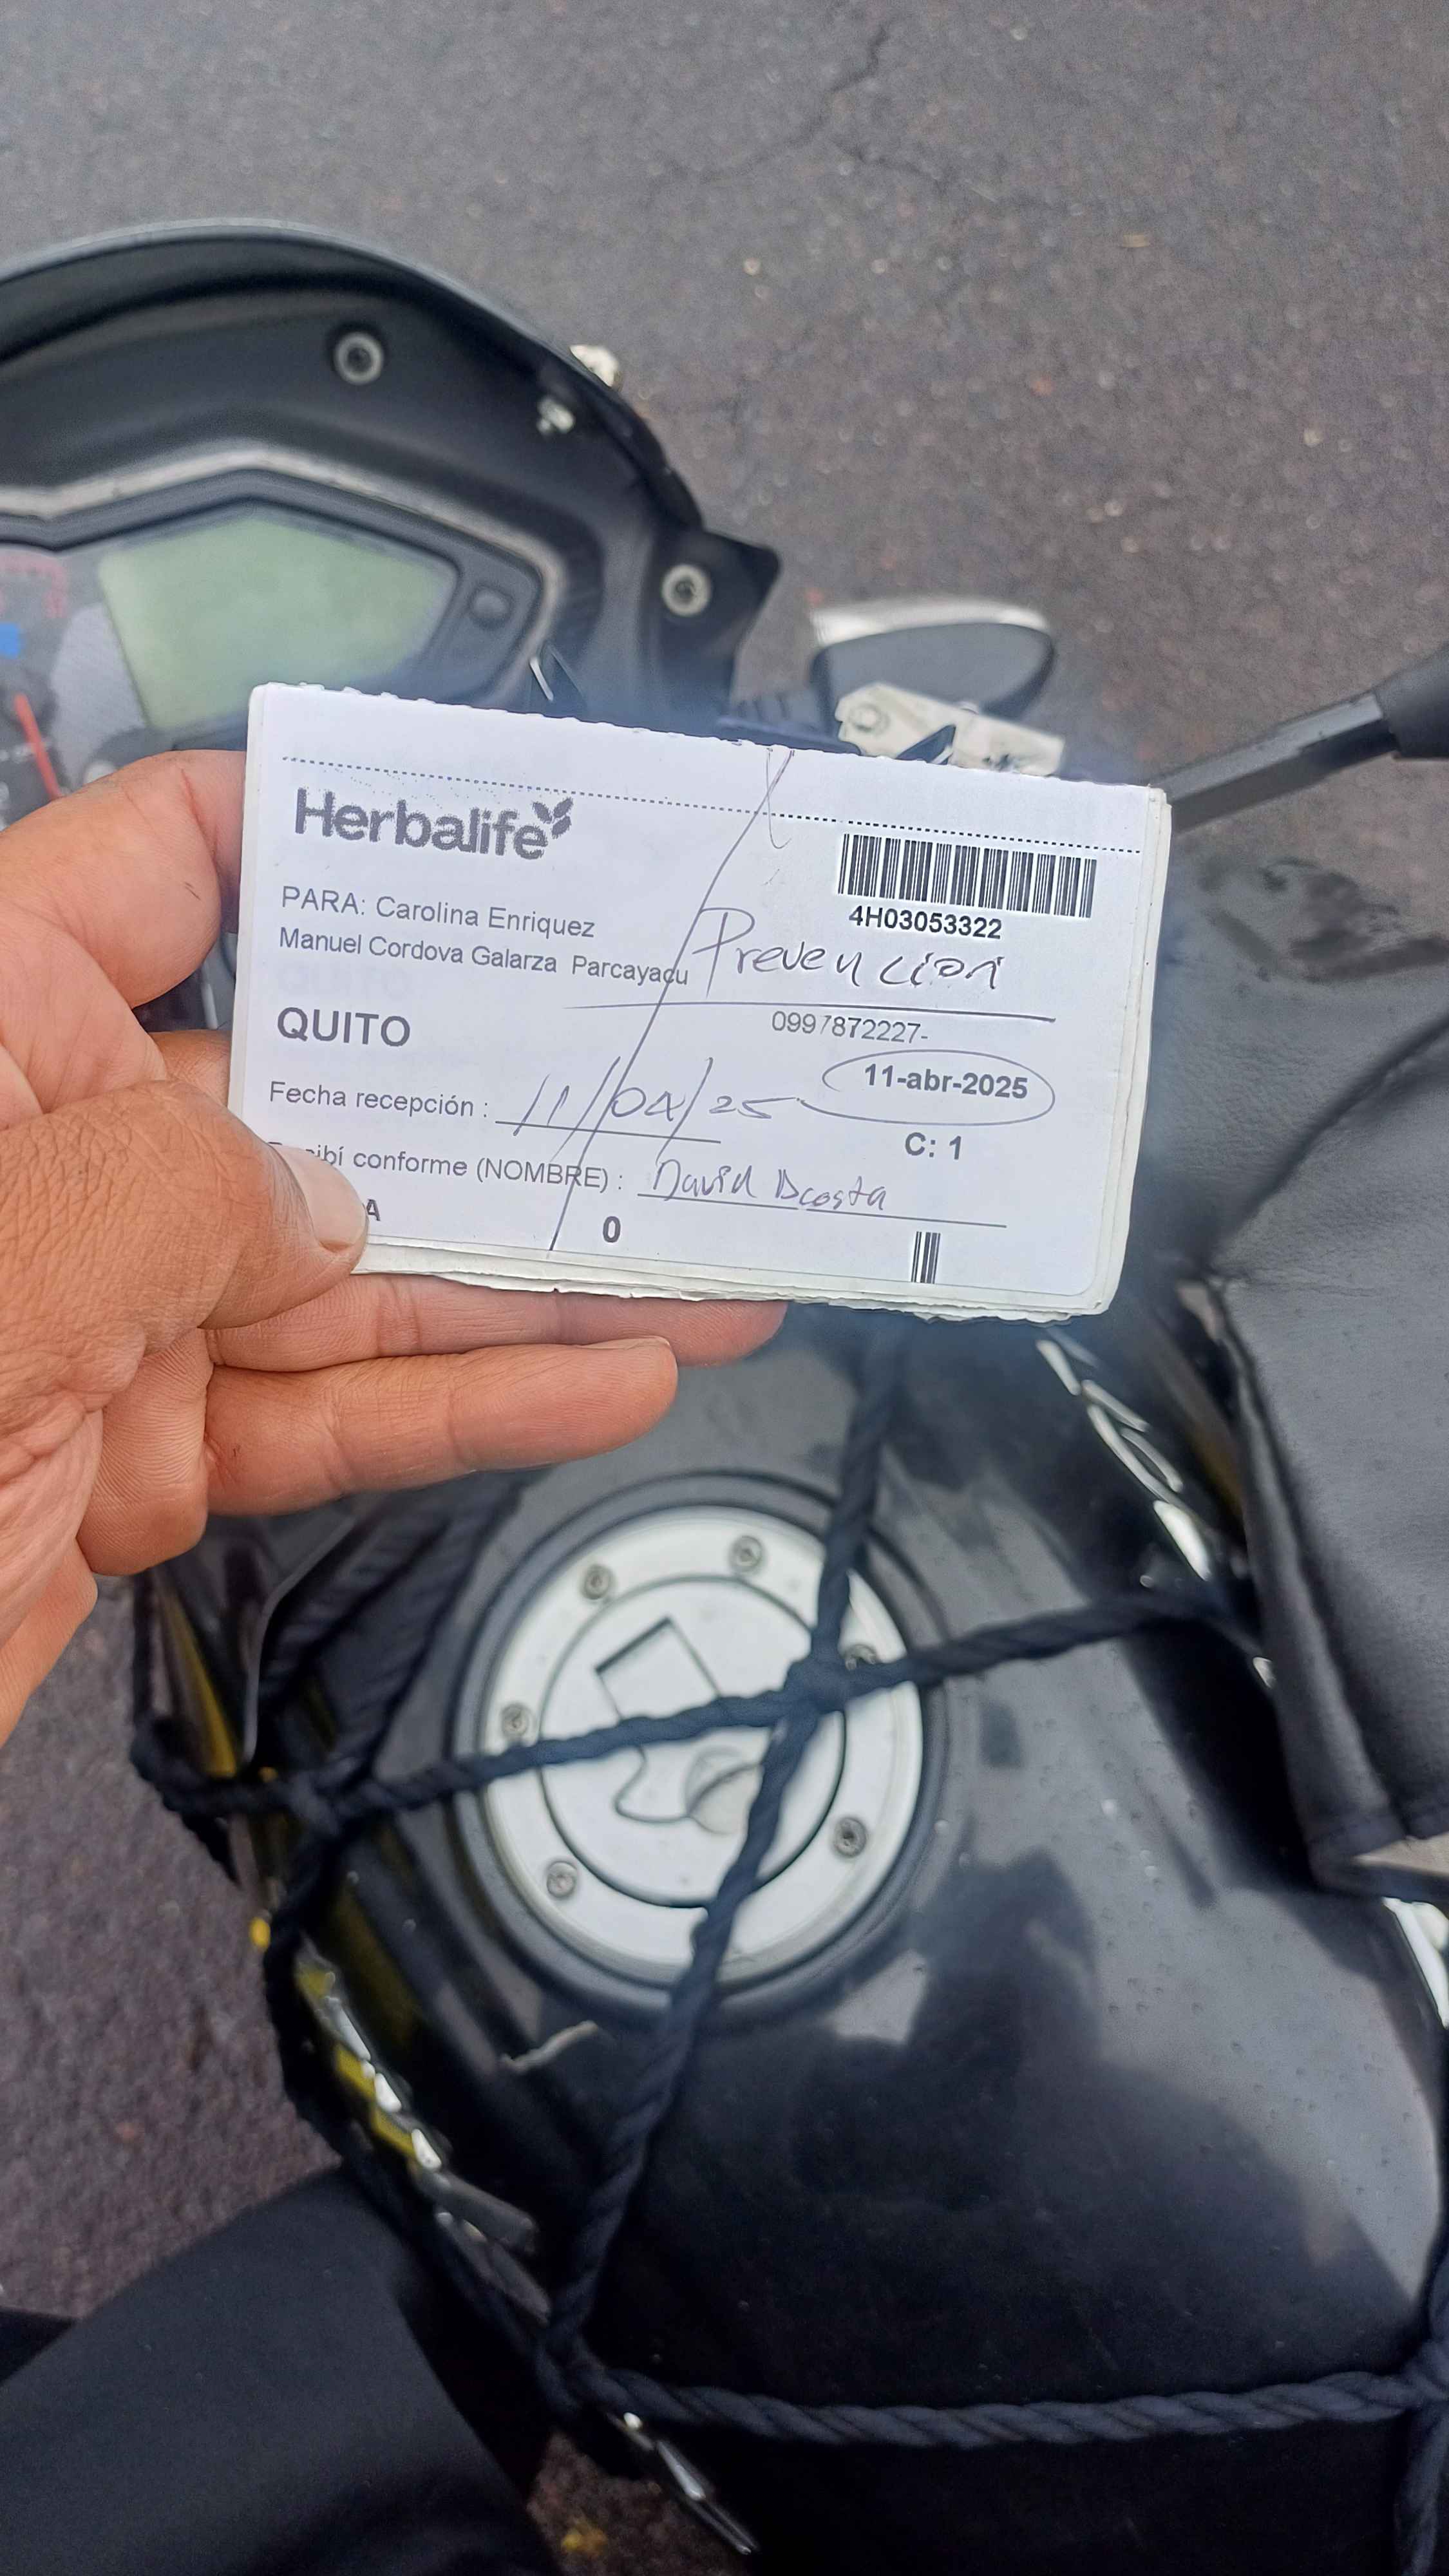 Herbalife
4H03053322
PARA: Carolina Enriquez
Manuel Cordova Galarza Parcayacu
Prevencion
QUITO
0997872227-
11-abr-2025
Fecha recepción : 11/04/25
C: 1
ibí conforme (NOMBRE) : David Acosta
A 0